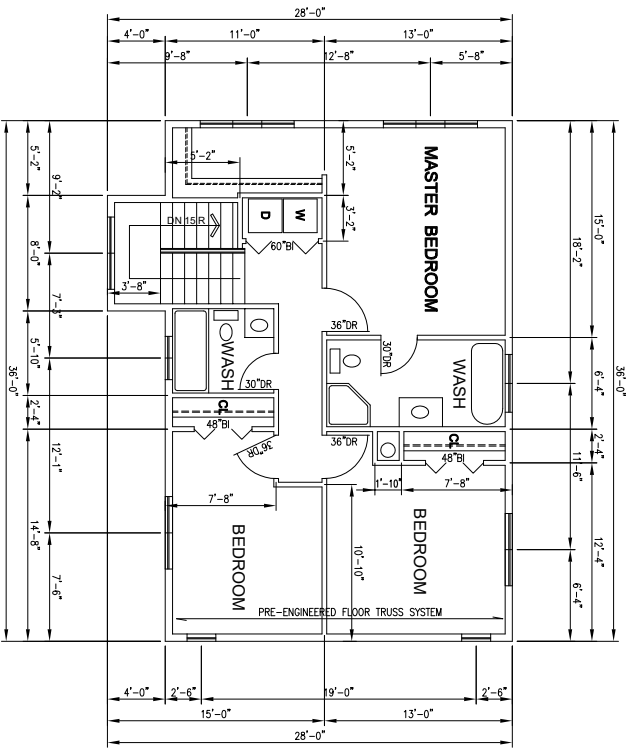 28'-0"
4'-0" 11'-0" 13'-0"
9'-8" 12'-8" 5'-8"
5'-2"
9'-2"
5'-2"
5'-2"
3'-2"
MASTER BEDROOM
15'-0"
18'-2"
DN 15 R
D
W
60"BI
8'-0"
3'-8"
7'-3"
36"DR
5'-10"
WASH
30"DR
30"DR
WASH
6'-4"
36'-0"
36'-0"
2'-4"
CL
48"BI
36"DR
36"DR
CL
48"BI
2'-4"
11'-6"
12'-1"
7'-8"
1'-10"
7'-8"
14'-8"
BEDROOM
10'-10"
BEDROOM
12'-4"
7'-6"
6'-4"
PRE-ENGINEERED FLOOR TRUSS SYSTEM
4'-0" 2'-6" 19'-0" 2'-6"
15'-0" 13'-0"
28'-0"